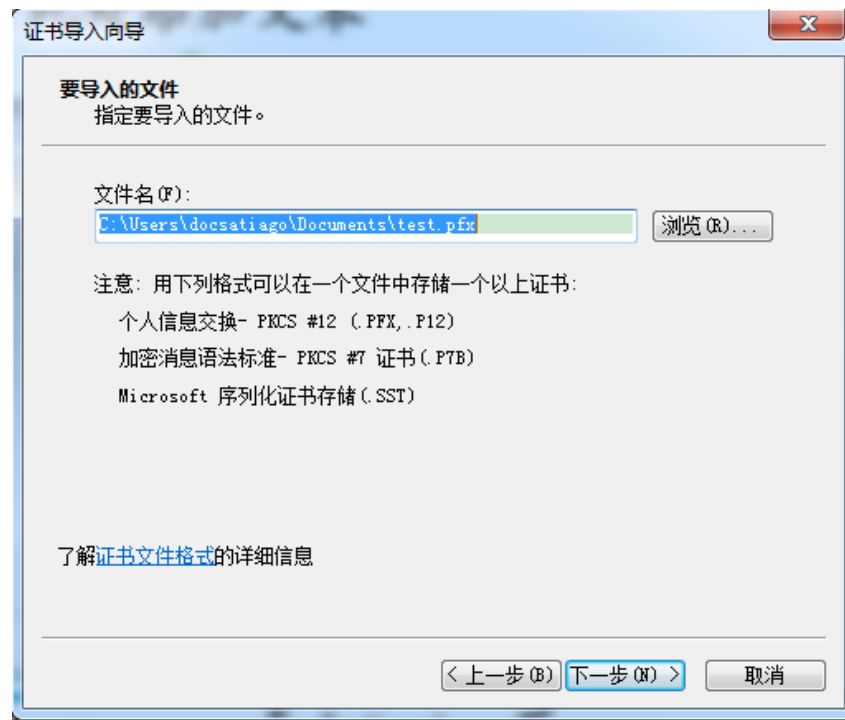 证书导入向导
要导入的文件
指定要导入的文件。
文件名(F):
C:\Users\docsatiago\Documents\test.pfx
浏览(R)...
注意: 用下列格式可以在一个文件中存储一个以上证书:
个人信息交换- PKCS #12 (.PFX,.P12)
加密消息语法标准- PKCS #7 证书(.P7B)
Microsoft 序列化证书存储(.SST)
了解证书文件格式的详细信息
< 上一步(B)
下一步(N) >
取消